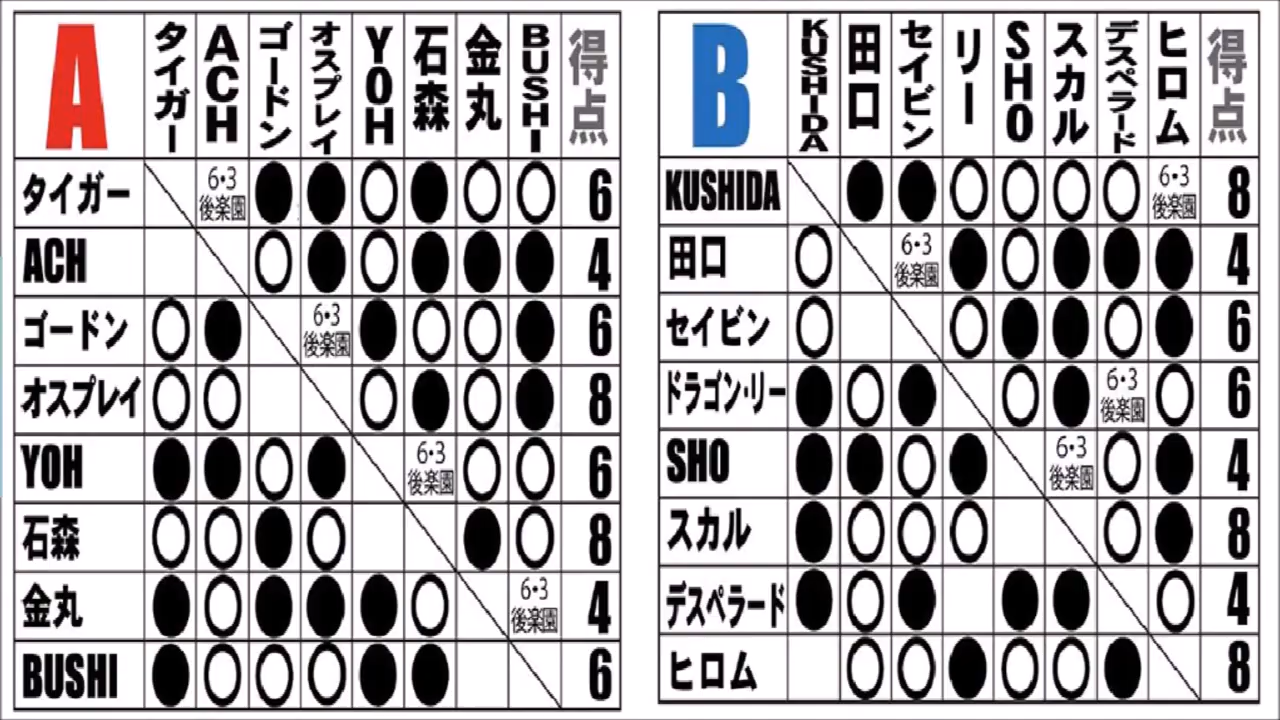 A タイガー ACH ゴードン オスプレイ YOH 石森 金丸 BUSHI 得点
タイガー 6・3 後楽園 ● ● ○ ● ○ ○ 6
ACH ○ ● ○ ● ● ● 4
ゴードン ○ ● 6・3 後楽園 ● ○ ○ ● 6
オスプレイ ○ ○ ○ ● ○ ● 8
YOH ● ● ○ ● 6・3 後楽園 ○ ○ 6
石森 ○ ○ ● ○ ● ○ 8
金丸 ● ○ ● ● ● ○ 6・3 後楽園 4
BUSHI ● ○ ○ ○ ● ● 6
B KUSHIDA 田口 セイビン リー SHO スカル デスペラード ヒロム 得点
KUSHIDA ● ● ○ ○ ○ ○ 6・3 後楽園 8
田口 ○ 6・3 後楽園 ● ○ ● ● ● 4
セイビン ○ ○ ● ● ○ ● 6
ドラゴン・リー ● ○ ● ○ ● 6・3 後楽園 ○ 6
SHO ● ● ○ ● 6・3 後楽園 ○ ● 4
スカル ● ○ ○ ○ ○ ● 8
デスペラード ● ○ ● ● ● ○ 4
ヒロム ○ ○ ● ○ ○ ● 8